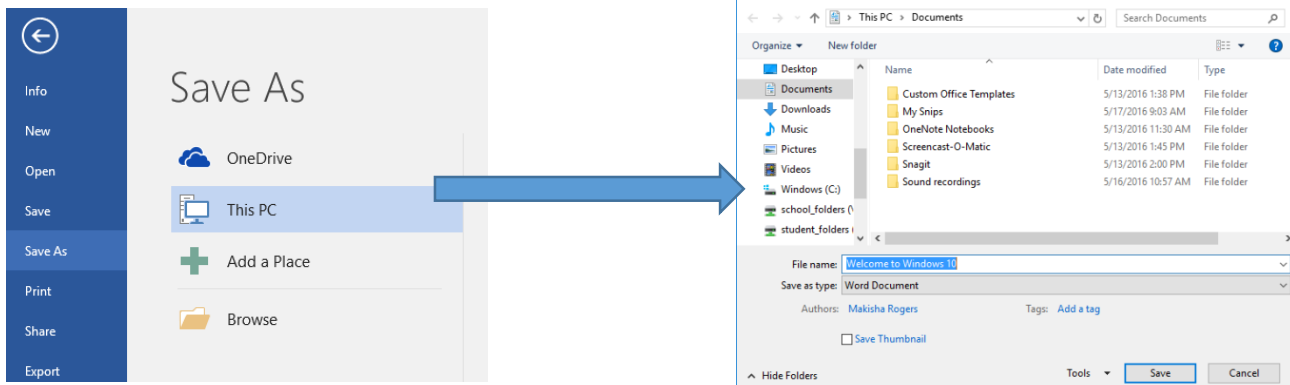 Save As
Info
New
Open
Save
Save As
Print
Share
Export
OneDrive
This PC
Add a Place
Browse
This PC > Documents
Search Documents
Organize New folder
Desktop
Documents
Downloads
Music
Pictures
Videos
Windows (C:)
school_folders (
student_folders
Name Date modified Type
Custom Office Templates 5/13/2016 1:38 PM File folder
My Snips 5/17/2016 9:03 AM File folder
OneNote Notebooks 5/13/2016 11:30 AM File folder
Screencast-O-Matic 5/13/2016 1:45 PM File folder
Snagit 5/13/2016 2:00 PM File folder
Sound recordings 5/16/2016 10:57 AM File folder
File name: Welcome to Windows 10
Save as type: Word Document
Authors: Makisha Rogers Tags: Add a tag
Save Thumbnail
Hide Folders Tools Save Cancel